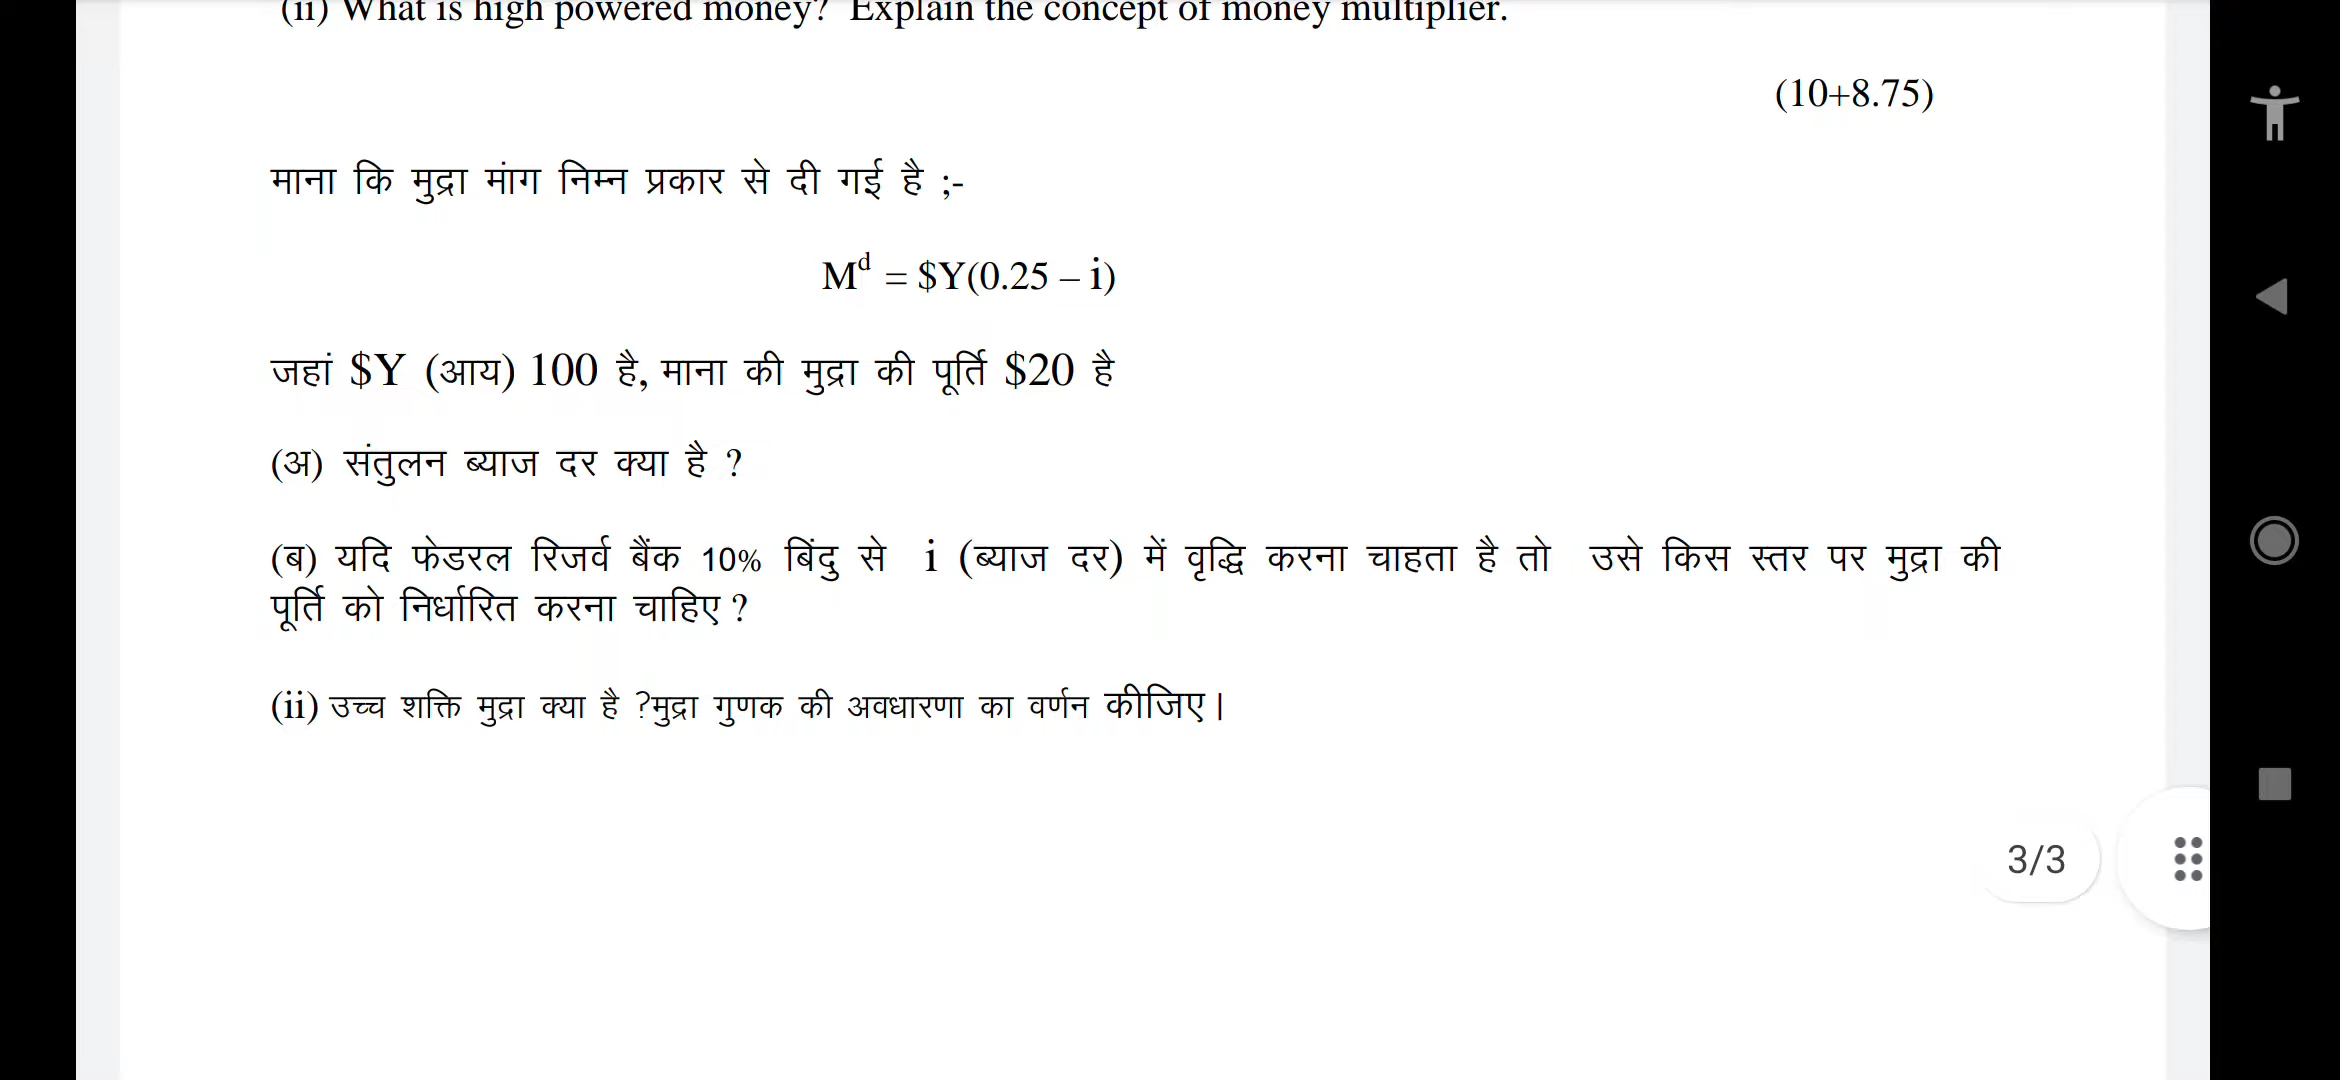 (ii) What is high powered money? Explain the concept of money multiplier.
(10+8.75)
माना कि मुद्रा मांग निम्न प्रकार से दी गई है ;-
Mᵈ = $Y(0.25 – i)
जहां $Y (आय) 100 है, माना की मुद्रा की पूर्ति $20 है
(अ) संतुलन ब्याज दर क्या है ?
(ब) यदि फेडरल रिजर्व बैंक 10% बिंदु से i (ब्याज दर) में वृद्धि करना चाहता है तो उसे किस स्तर पर मुद्रा की
पूर्ति को निर्धारित करना चाहिए ?
(ii) उच्च शक्ति मुद्रा क्या है ?मुद्रा गुणक की अवधारणा का वर्णन कीजिए |
3/3